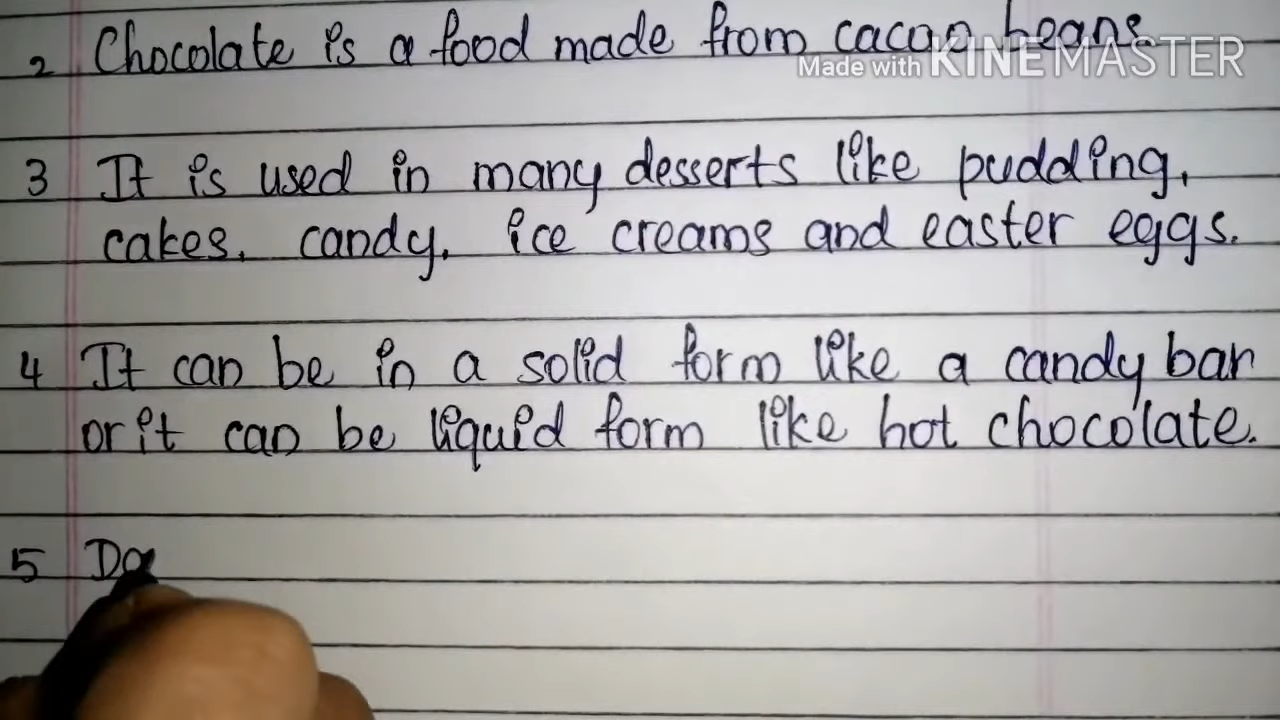 2 Chocolate is a food made from cacao beans
Made with KINEMASTER
3 It is used in many desserts like pudding,
cakes, candy, ice creams and easter eggs.
4 It can be in a solid form like a candy bar
or it can be liquid form like hot chocolate.
5 Da